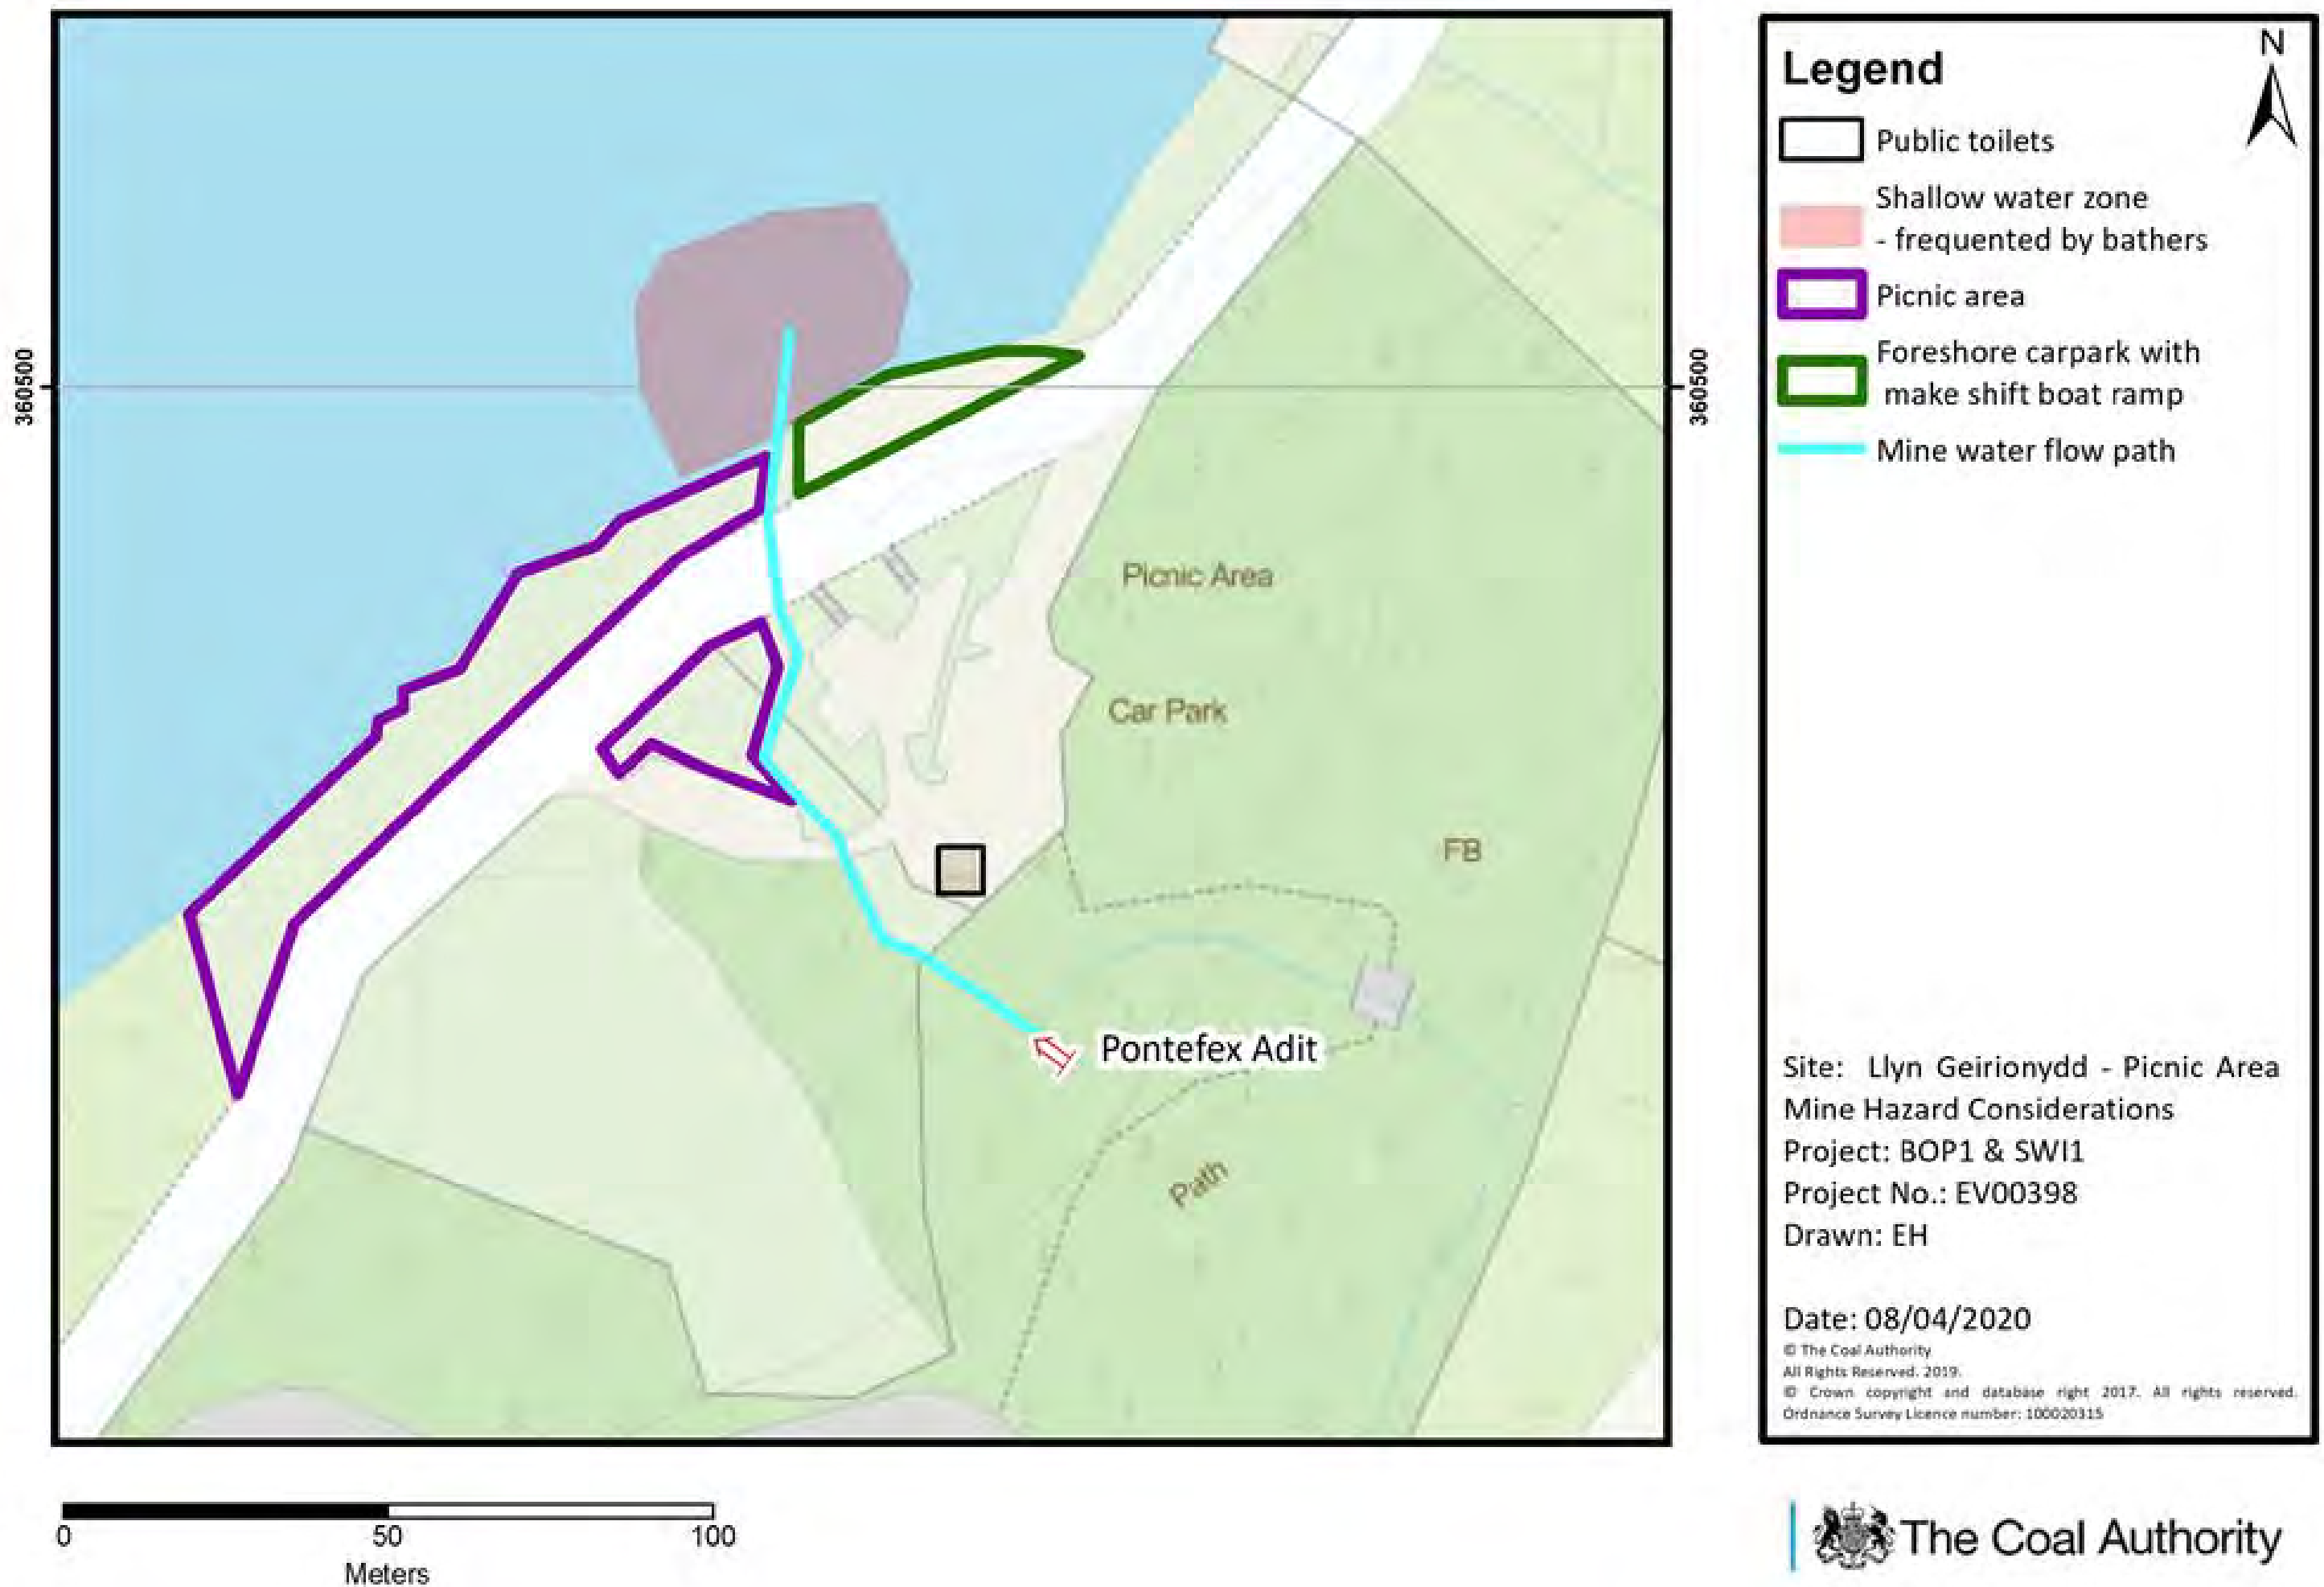 360500
360500
Picnic Area
Car Park
FB
Pontefex Adit
Path
0
50
100
Meters
N
Legend
Public toilets
Shallow water zone
- frequented by bathers
Picnic area
Foreshore carpark with
make shift boat ramp
Mine water flow path
Site: Llyn Geirionydd - Picnic Area
Mine Hazard Considerations
Project: BOP1 & SWI1
Project No.: EV00398
Drawn: EH
Date: 08/04/2020
© The Coal Authority
All Rights Reserved. 2019.
© Crown copyright and database right 2017. All rights reserved.
Ordnance Survey Licence number: 100020315
The Coal Authority